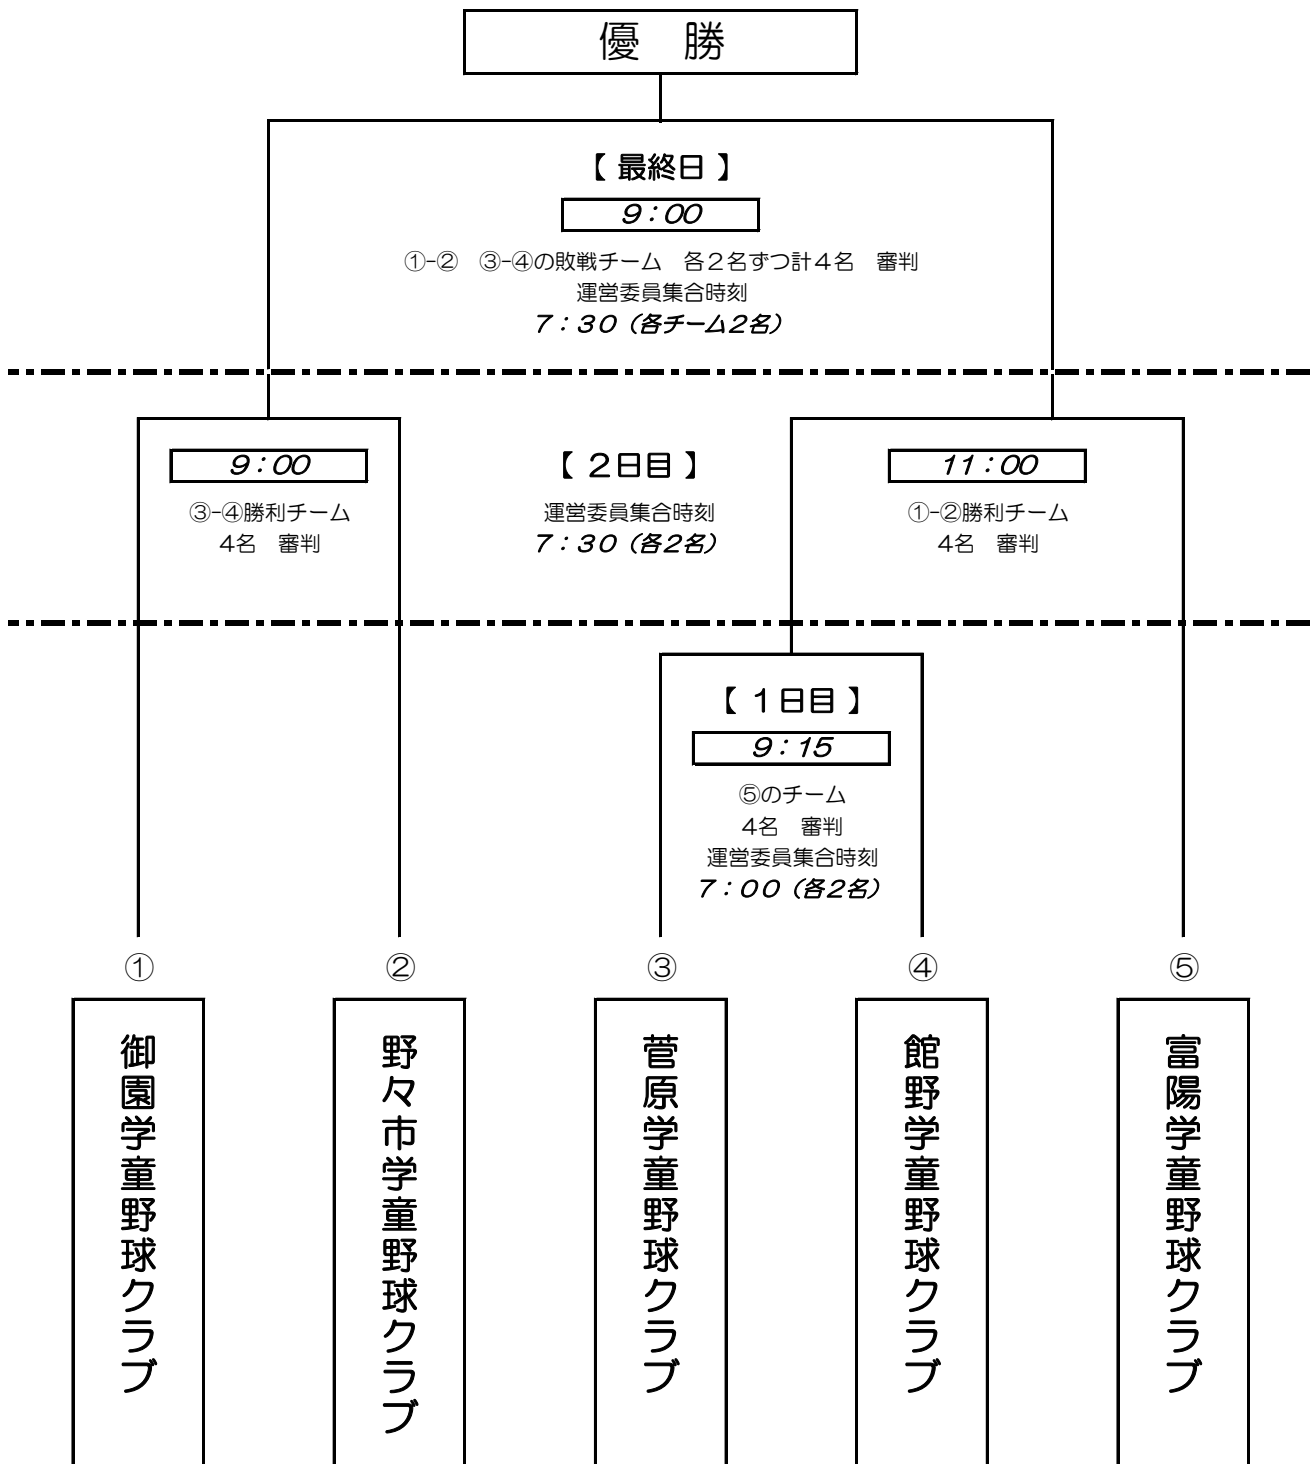 優　勝
【 最終日 】
9：00
①-②　③-④の敗戦チーム　各２名ずつ計４名　審判
運営委員集合時刻
7：30（各チーム2名）
9：00
③-④勝利チーム
4名　審判
【 2日目 】
運営委員集合時刻
7：30（各2名）
11：00
①-②勝利チーム
4名　審判
【 1日目 】
9：15
⑤のチーム
4名　審判
運営委員集合時刻
7：00（各2名）
①
②
③
④
⑤
御園学童野球クラブ
野々市学童野球クラブ
菅原学童野球クラブ
館野学童野球クラブ
富陽学童野球クラブ